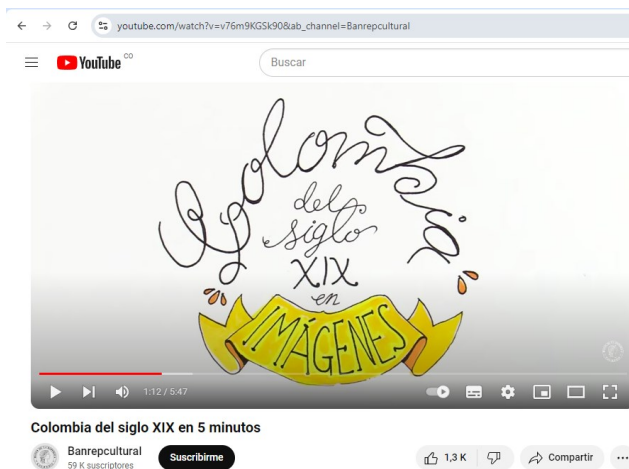 youtube.com/watch?v=v76m9KGSk90&ab_channel=Banrepcultural
YouTube CO
Buscar
Colombia
del
siglo
XIX
en
IMÁGENES
1:12 / 5:47
Colombia del siglo XIX en 5 minutos
Banrepcultural
59 K suscriptores
Suscribirme
1,3 K
Compartir